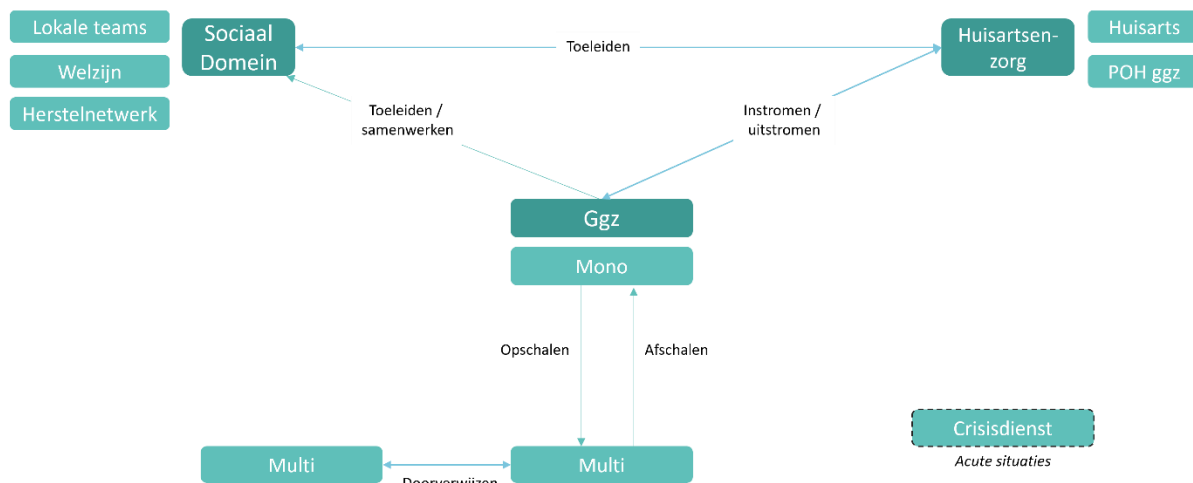 Lokale teams
Welzijn
Herstelnetwerk
Sociaal
Domein
Toeleiden
Huisartsen-
zorg
Huisarts
POH ggz
Toeleiden /
samenwerken
Instromen /
uitstromen
Ggz
Mono
Opschalen
Afschalen
Multi
Doorverwijzen
Multi
Crisisdienst
Acute situaties